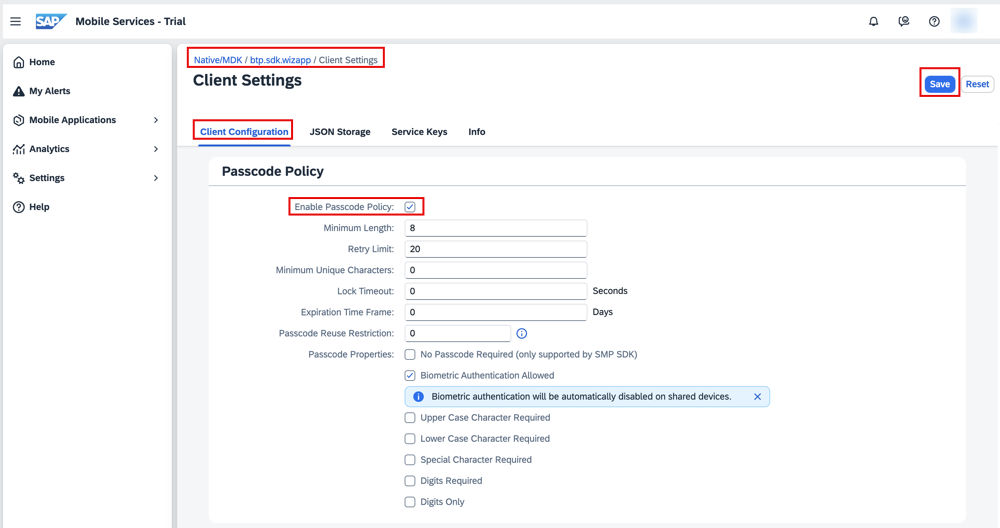 SAP Mobile Services - Trial
Home
My Alerts
Mobile Applications
Analytics
Settings
Help
Native/MDK / btp.sdk.wizapp / Client Settings
Client Settings
Save Reset
Client Configuration JSON Storage Service Keys Info
Passcode Policy
Enable Passcode Policy:
Minimum Length: 8
Retry Limit: 20
Minimum Unique Characters: 0
Lock Timeout: 0 Seconds
Expiration Time Frame: 0 Days
Passcode Reuse Restriction: 0
Passcode Properties: No Passcode Required (only supported by SMP SDK)
Biometric Authentication Allowed
Biometric authentication will be automatically disabled on shared devices.
Upper Case Character Required
Lower Case Character Required
Special Character Required
Digits Required
Digits Only